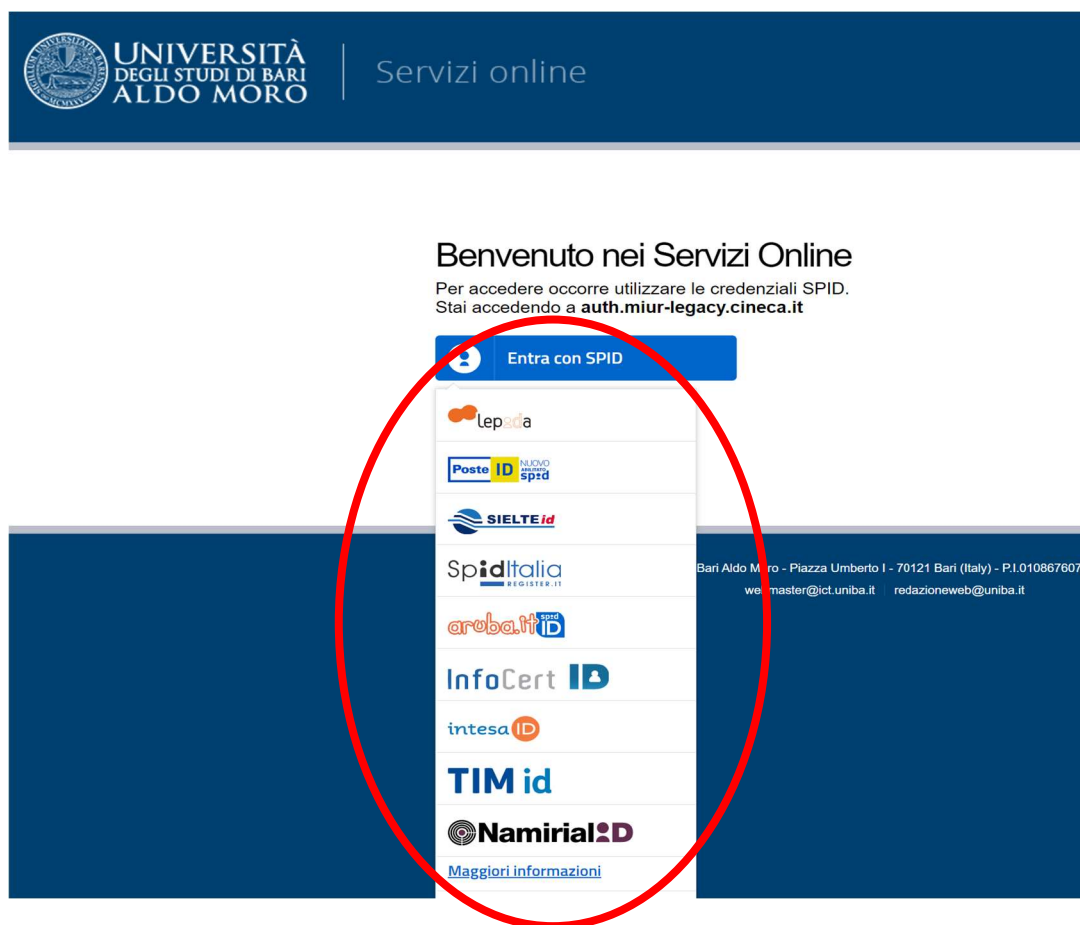 UNIVERSITÀ
DEGLI STUDI DI BARI
ALDO MORO
Servizi online
Benvenuto nei Servizi Online
Per accedere occorre utilizzare le credenziali SPID.
Stai accedendo a auth.miur-legacy.cineca.it
Entra con SPID
lepida
Poste ID NUOVO ABILITATO spid
SIELTE id
SpidItalia
REGISTER.IT
Bari Aldo Moro - Piazza Umberto I - 70121 Bari (Italy) - P.I.010867607
webmaster@ict.uniba.it redazioneweb@uniba.it
aruba.it spid ID
InfoCert ID
intesa ID
TIM id
Namirial ID
Maggiori informazioni